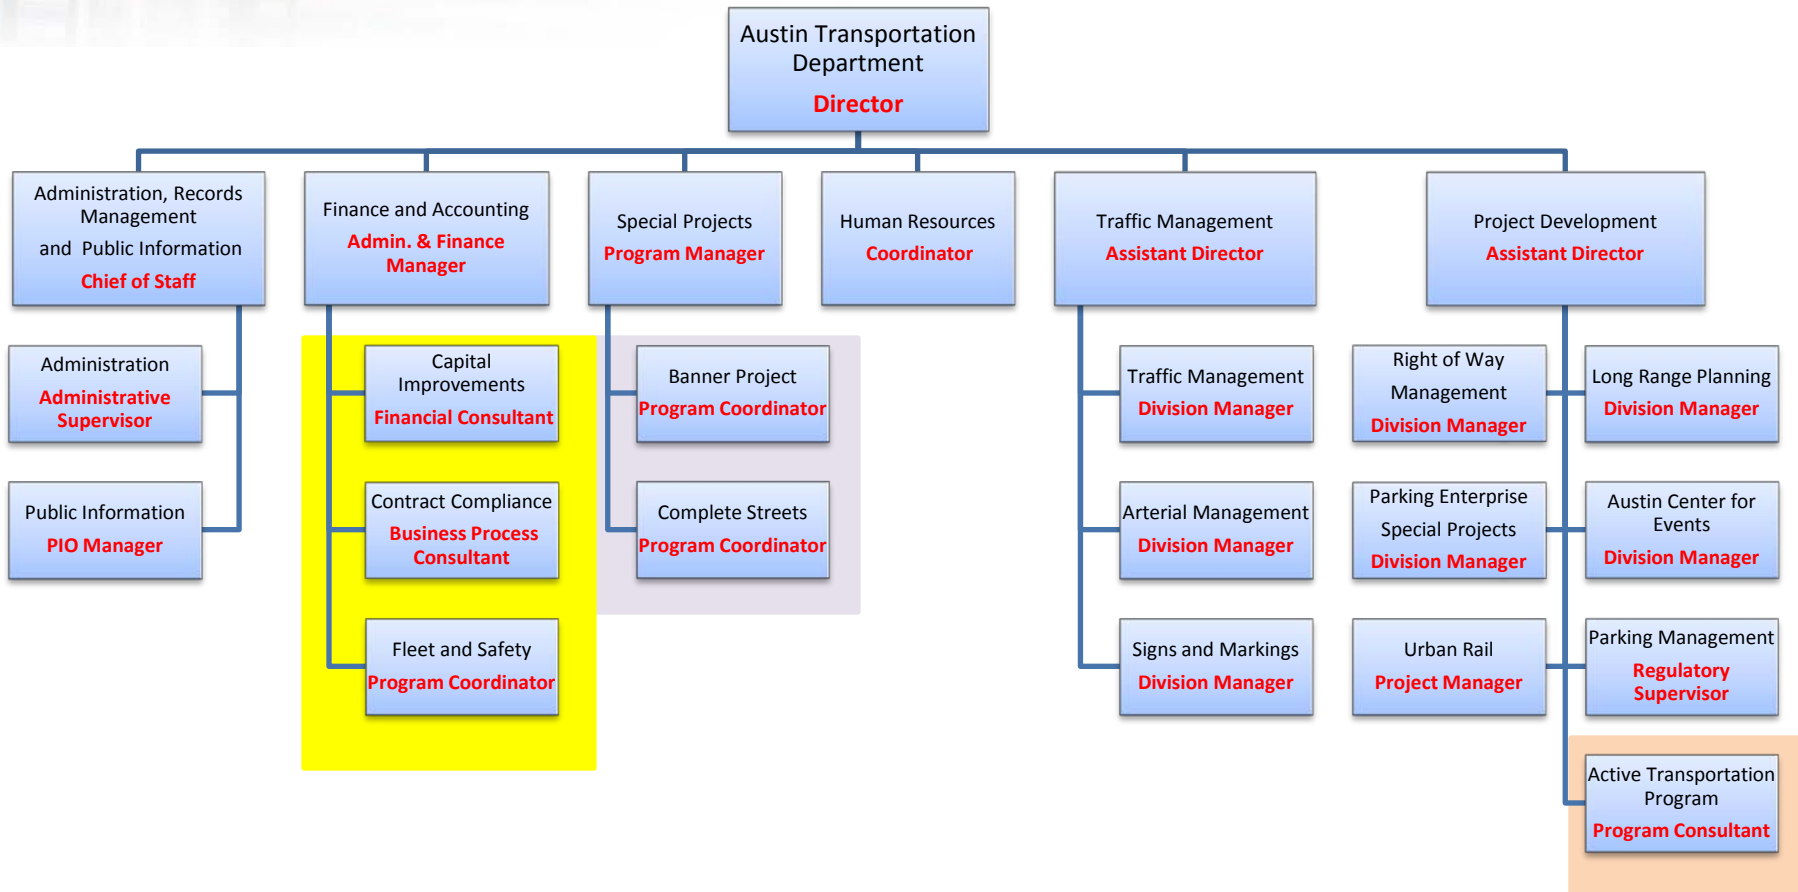 Austin Transportation
Department
Director
Administration, Records
Management
and Public Information
Chief of Staff
Finance and Accounting
Admin. & Finance
Manager
Special Projects
Program Manager
Human Resources
Coordinator
Traffic Management
Assistant Director
Project Development
Assistant Director
Administration
Administrative
Supervisor
Public Information
PIO Manager
Capital
Improvements
Financial Consultant
Contract Compliance
Business Process
Consultant
Fleet and Safety
Program Coordinator
Banner Project
Program Coordinator
Complete Streets
Program Coordinator
Traffic Management
Division Manager
Arterial Management
Division Manager
Signs and Markings
Division Manager
Right of Way
Management
Division Manager
Long Range Planning
Division Manager
Parking Enterprise
Special Projects
Division Manager
Austin Center for
Events
Division Manager
Urban Rail
Project Manager
Parking Management
Regulatory
Supervisor
Active Transportation
Program
Program Consultant